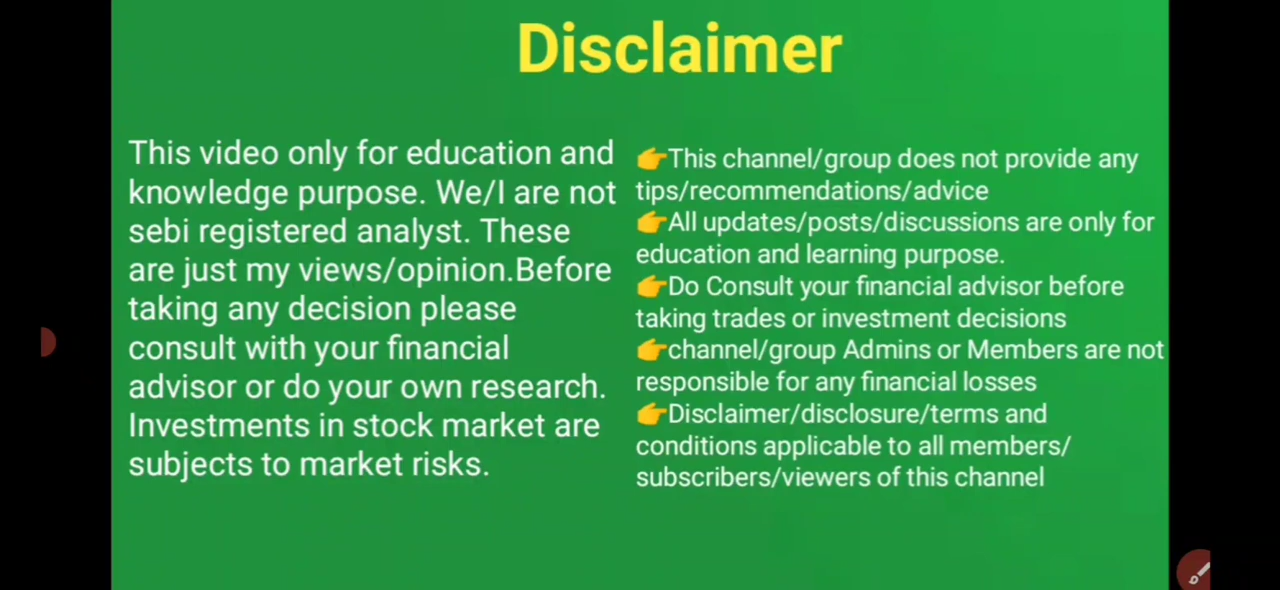 Disclaimer
This video only for education and
knowledge purpose. We/I are not
sebi registered analyst. These
are just my views/opinion.Before
taking any decision please
consult with your financial
advisor or do your own research.
Investments in stock market are
subjects to market risks.
👉This channel/group does not provide any
tips/recommendations/advice
👉All updates/posts/discussions are only for
education and learning purpose.
👉Do Consult your financial advisor before
taking trades or investment decisions
👉channel/group Admins or Members are not
responsible for any financial losses
👉Disclaimer/disclosure/terms and
conditions applicable to all members/
subscribers/viewers of this channel